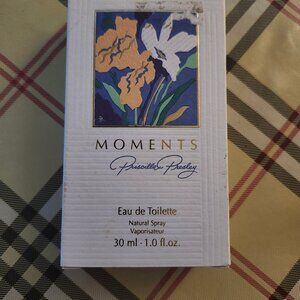 MOMENTS
Priscilla Presley
Eau de Toilette
Natural Spray
Vaporisateur
30 ml - 1.0 fl.oz.